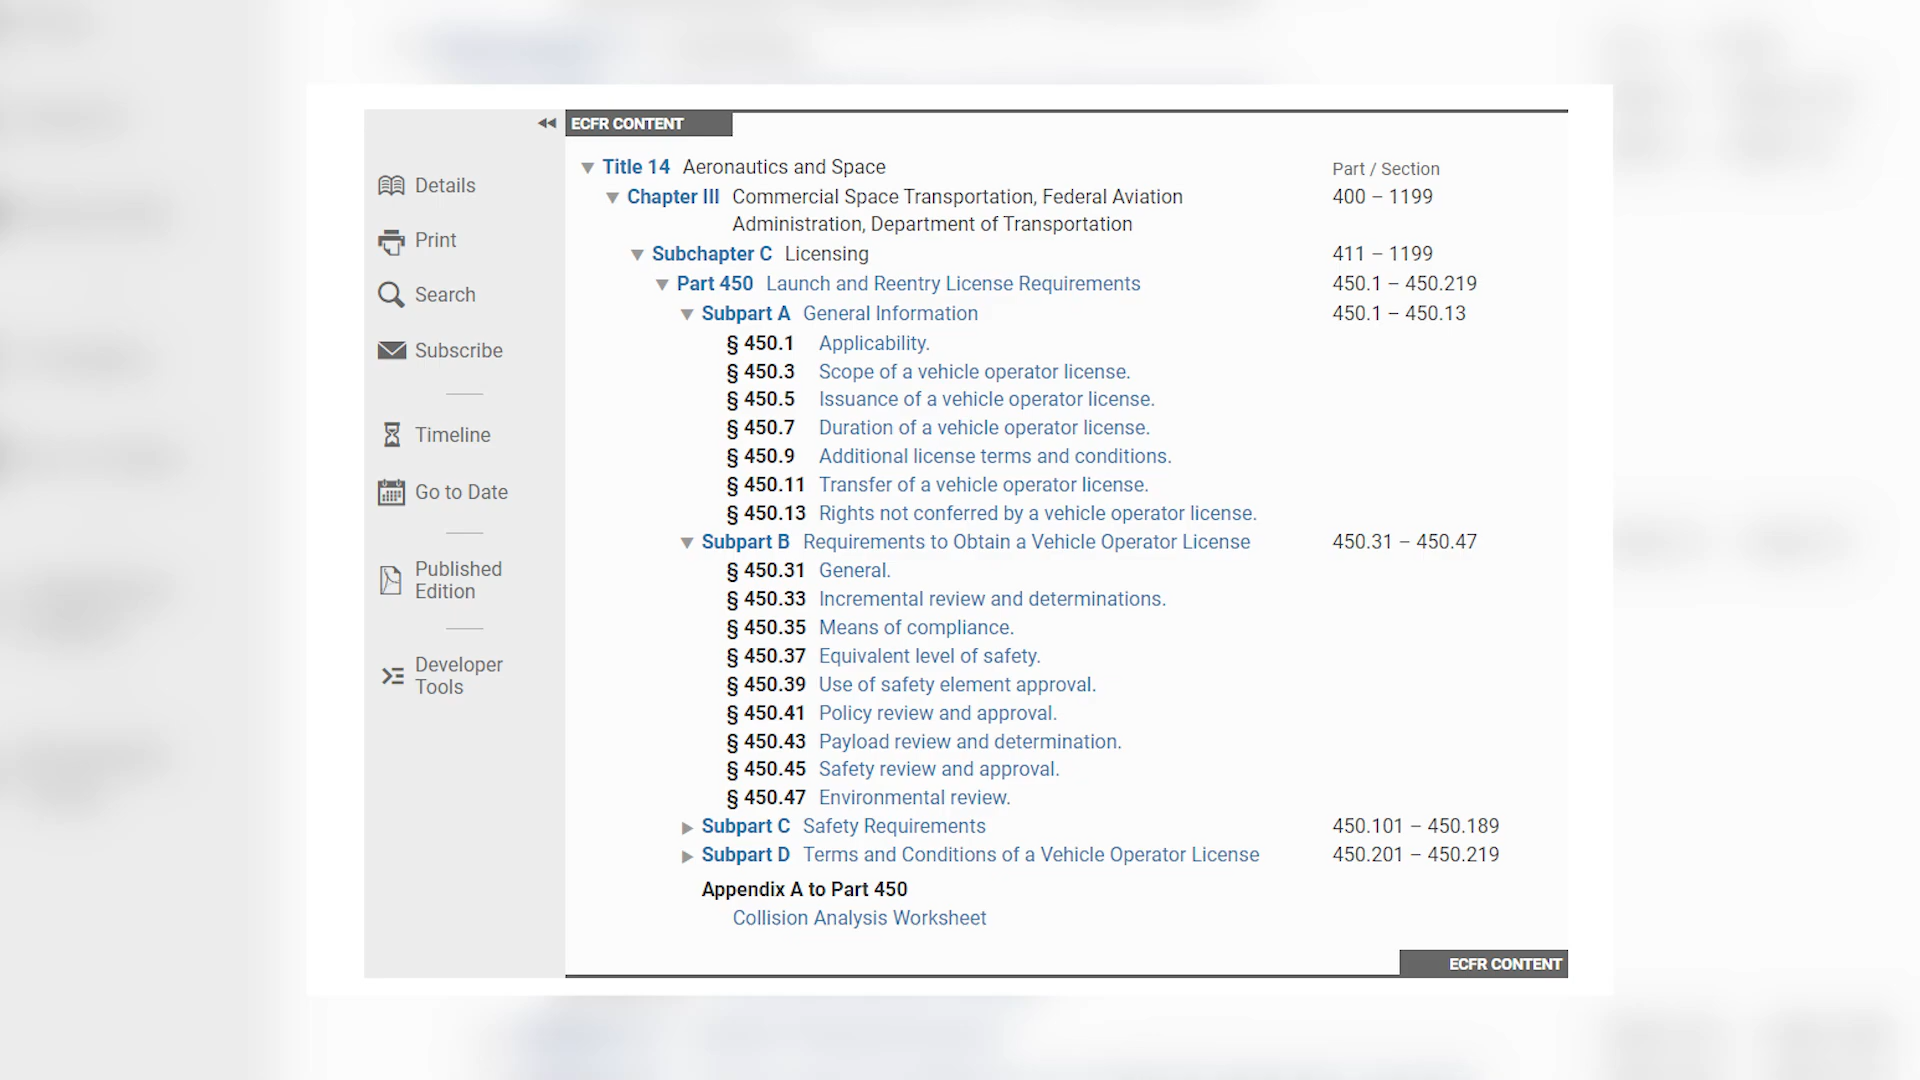 ECFR CONTENT
Details
Print
Search
Subscribe
Timeline
Go to Date
Published
Edition
Developer
Tools
Title 14 Aeronautics and Space Part / Section
Chapter III Commercial Space Transportation, Federal Aviation 400 – 1199
Administration, Department of Transportation
Subchapter C Licensing 411 – 1199
Part 450 Launch and Reentry License Requirements 450.1 – 450.219
Subpart A General Information 450.1 – 450.13
§ 450.1 Applicability.
§ 450.3 Scope of a vehicle operator license.
§ 450.5 Issuance of a vehicle operator license.
§ 450.7 Duration of a vehicle operator license.
§ 450.9 Additional license terms and conditions.
§ 450.11 Transfer of a vehicle operator license.
§ 450.13 Rights not conferred by a vehicle operator license.
Subpart B Requirements to Obtain a Vehicle Operator License 450.31 – 450.47
§ 450.31 General.
§ 450.33 Incremental review and determinations.
§ 450.35 Means of compliance.
§ 450.37 Equivalent level of safety.
§ 450.39 Use of safety element approval.
§ 450.41 Policy review and approval.
§ 450.43 Payload review and determination.
§ 450.45 Safety review and approval.
§ 450.47 Environmental review.
Subpart C Safety Requirements 450.101 – 450.189
Subpart D Terms and Conditions of a Vehicle Operator License 450.201 – 450.219
Appendix A to Part 450
Collision Analysis Worksheet
ECFR CONTENT